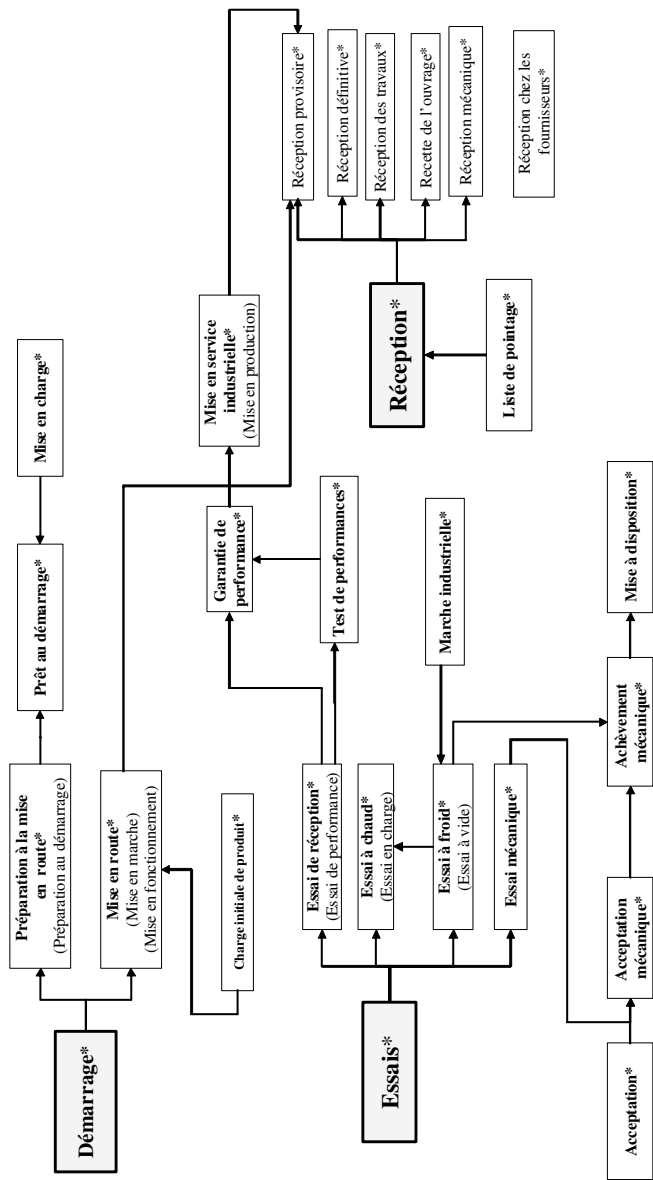 Démarrage*
Préparation à la mise
en route*
(Préparation au démarrage)
Prêt au démarrage*
Mise en charge*
Mise en route*
(Mise en marche)
(Mise en fonctionnement)
Charge initiale de produit*
Garantie de
performance*
Mise en service
industrielle*
(Mise en production)
Essais*
Essai de réception*
(Essai de performance)
Essai à chaud*
(Essai en charge)
Essai à froid*
(Essai à vide)
Essai mécanique*
Test de performances*
Marche industrielle*
Acceptation*
Acceptation
mécanique*
Achèvement
mécanique*
Mise à disposition*
Réception*
Liste de pointage*
Réception provisoire*
Réception définitive*
Réception des travaux*
Recette de l'ouvrage*
Réception mécanique*
Réception chez les
fournisseurs*